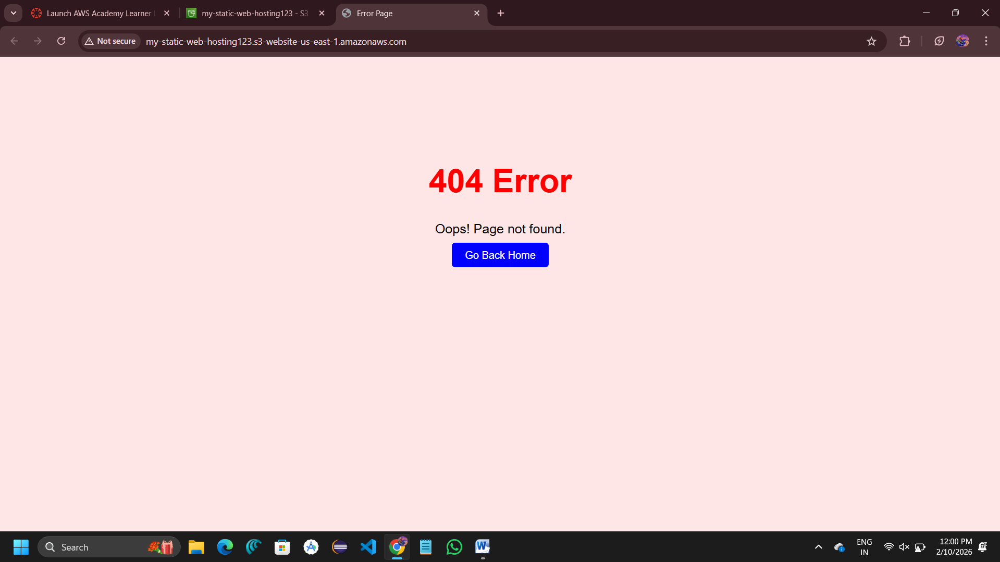 Launch AWS Academy Learner
my-static-web-hosting123 - S3
Error Page
Not secure
my-static-web-hosting123.s3-website-us-east-1.amazonaws.com
404 Error
Oops! Page not found.
Go Back Home
Search
ENG
IN
12:00 PM
2/10/2026